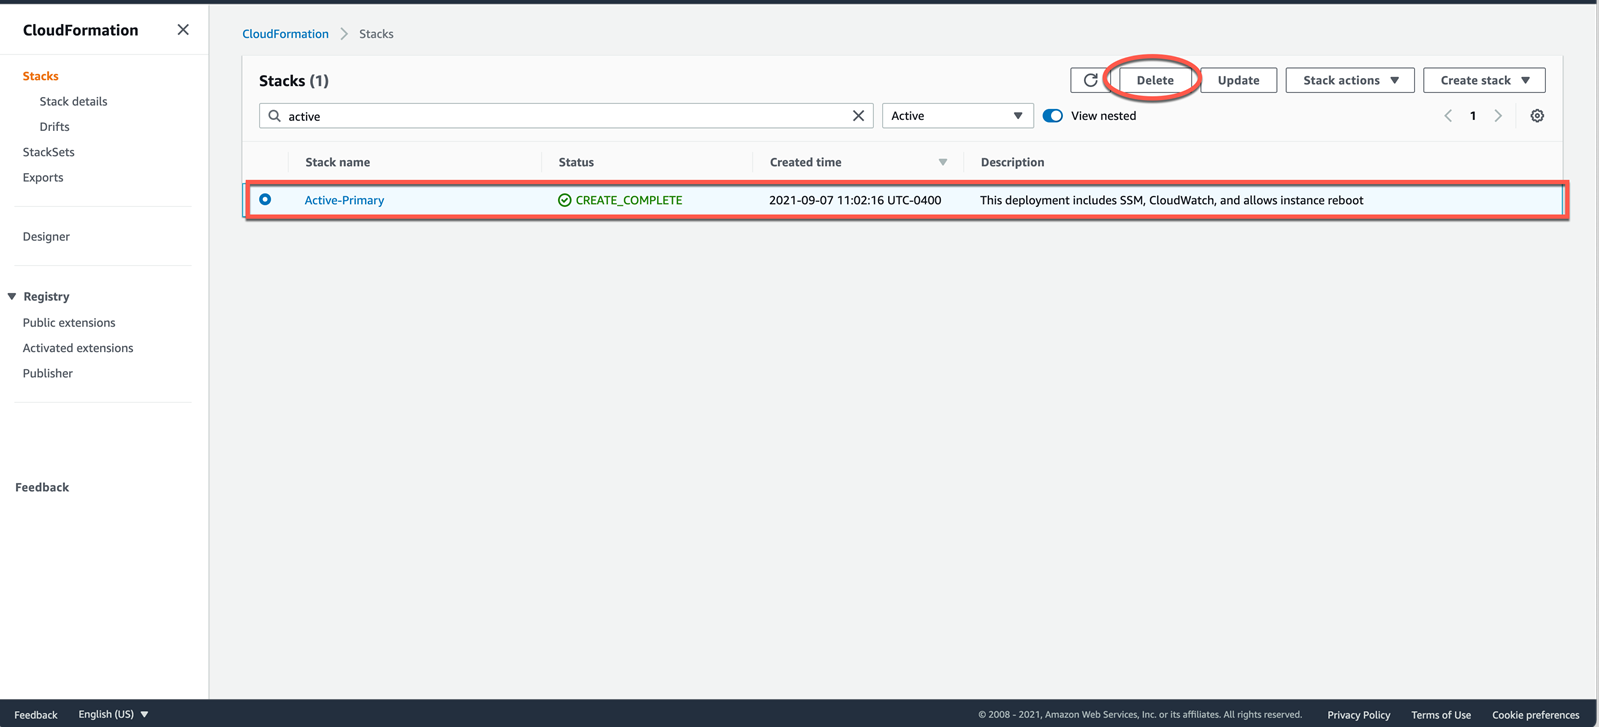 CloudFormation
Stacks
Stack details
Drifts
StackSets
Exports
Designer
Registry
Public extensions
Activated extensions
Publisher
Feedback
CloudFormation > Stacks
Stacks (1)
Delete Update Stack actions Create stack
active Active View nested 1
Stack name Status Created time Description
Active-Primary CREATE_COMPLETE 2021-09-07 11:02:16 UTC-0400 This deployment includes SSM, CloudWatch, and allows instance reboot
Feedback English (US) © 2008 - 2021, Amazon Web Services, Inc. or its affiliates. All rights reserved. Privacy Policy Terms of Use Cookie preferences